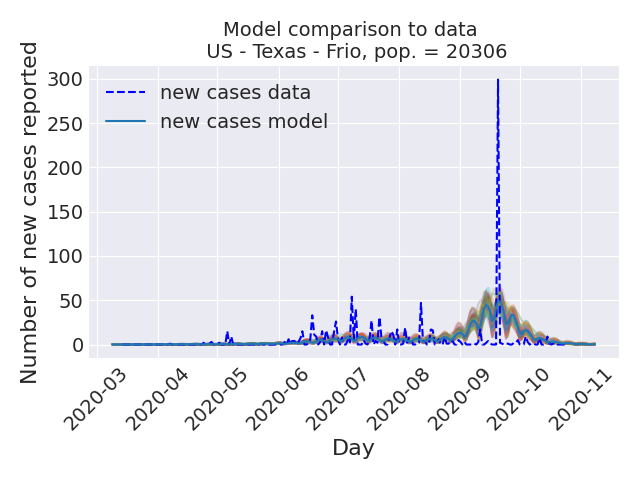 Model comparison to data
US - Texas - Frio, pop. = 20306
Number of new cases reported
300
250
200
150
100
50
0
new cases data
new cases model
2020-03
2020-04
2020-05
2020-06
2020-07
2020-08
2020-09
2020-10
2020-11
Day